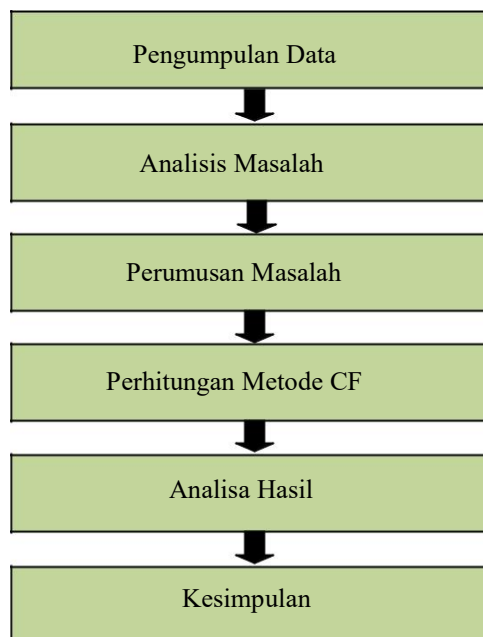 Pengumpulan Data
Analisis Masalah
Perumusan Masalah
Perhitungan Metode CF
Analisa Hasil
Kesimpulan